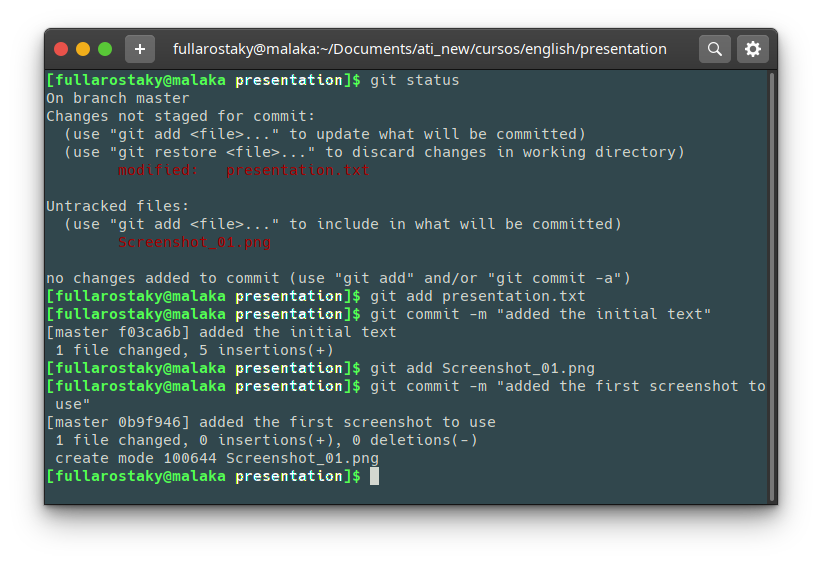 fullarostaky@malaka:~/Documents/ati_new/cursos/english/presentation
[fullarostaky@malaka presentation]$ git status
On branch master
Changes not staged for commit:
  (use "git add <file>..." to update what will be committed)
  (use "git restore <file>..." to discard changes in working directory)
        modified:   presentation.txt

Untracked files:
  (use "git add <file>..." to include in what will be committed)
        Screenshot_01.png

no changes added to commit (use "git add" and/or "git commit -a")
[fullarostaky@malaka presentation]$ git add presentation.txt
[fullarostaky@malaka presentation]$ git commit -m "added the initial text"
[master f03ca6b] added the initial text
 1 file changed, 5 insertions(+)
[fullarostaky@malaka presentation]$ git add Screenshot_01.png
[fullarostaky@malaka presentation]$ git commit -m "added the first screenshot to
 use"
[master 0b9f946] added the first screenshot to use
 1 file changed, 0 insertions(+), 0 deletions(-)
 create mode 100644 Screenshot_01.png
[fullarostaky@malaka presentation]$